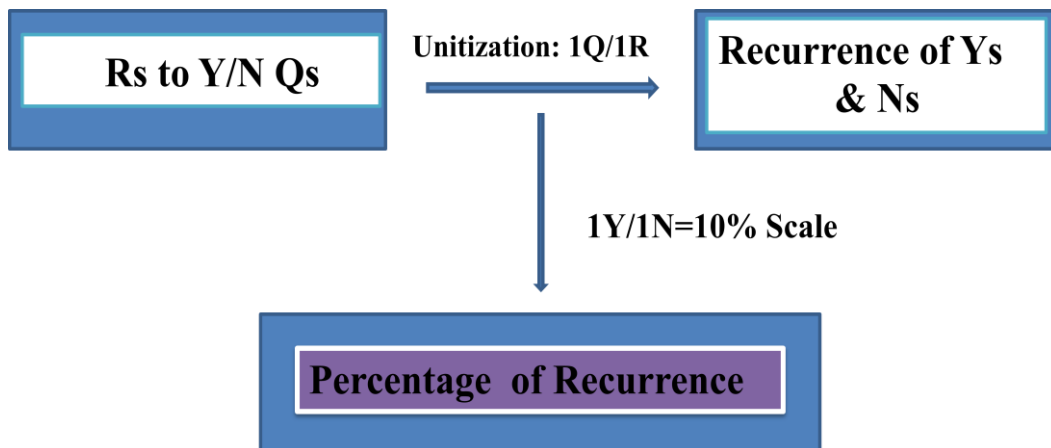 Rs to Y/N Qs
Unitization: 1Q/1R
Recurrence of Ys
& Ns
1Y/1N=10% Scale
Percentage of Recurrence